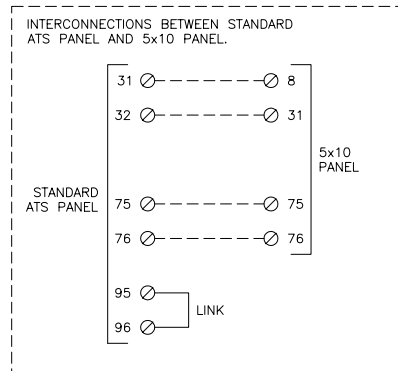 INTERCONNECTIONS BETWEEN STANDARD
ATS PANEL AND 5x10 PANEL.
31 8
32 31
5x10
PANEL
STANDARD
ATS PANEL
75 75
76 76
95
LINK
96